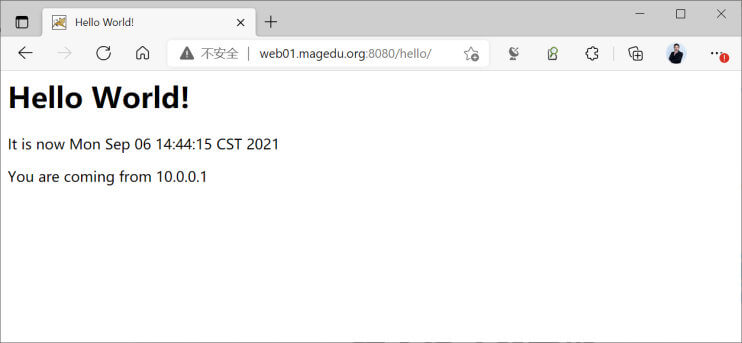 Hello World!
不安全 web01.magedu.org:8080/hello/
Hello World!
It is now Mon Sep 06 14:44:15 CST 2021
You are coming from 10.0.0.1